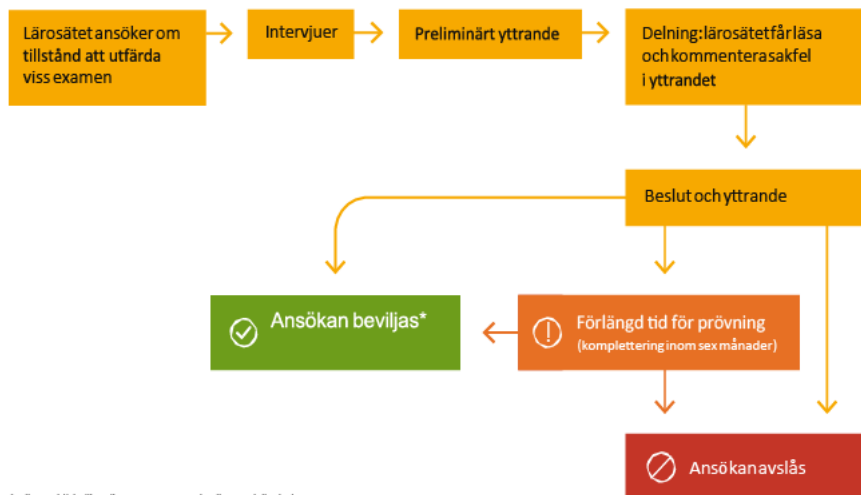 Lärosätet ansöker om
tillstånd att utfärda
viss examen
Intervjuer
Preliminärt yttrande
Delning: lärosätet får läsa
och kommentera sakfel
i yttrandet
Beslut och yttrande
Ansökan beviljas*
Förlängd tid för prövning
(komplettering inom sex månader)
Ansökan avslås